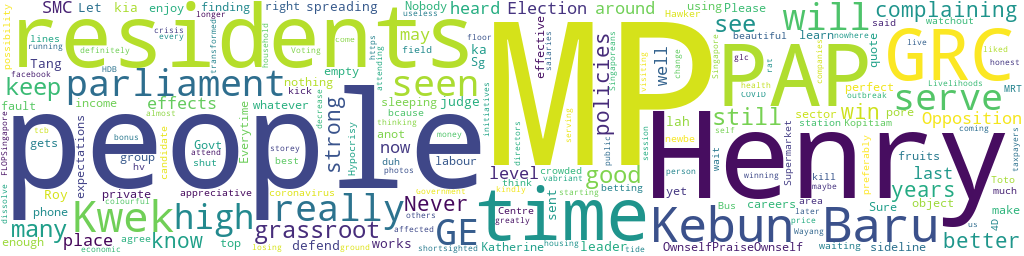 SMC Let kia enjoy finding right spreading Nobody heard Election around using Please complaining
possibility residents useless MP Hawker said watchout
lines running longer transformed crisis every household Voting come https may field floor ka Sg effective salaries Singaporeans see beautiful learn will quote nowhere
Tang definitely HDB empty attending policies well visiting change glc rat PAP companies live liked honest GRC
keep parliament facebook nothing kick seen initiatives Singapore health COVID perfect outbreak Livelihoods MRT serve
fault income effects whatever strong decrease sleeping judge bcause thinking anot now still win sector pore Opposition
FLOPSingapore tcb people bonus almost candidate Everytime Hypocrisy money directors serving public session lah newbe self station Kopitiam
gets expectations group hv Govt attend shut storey best duh photos labour level think crowded vabriant good person yet wait Henry winning Supermarket kill maybe preferably coming taxpayers
dissolve Roy colourful private appreciative coronavirus Never Government kindly starting sent betting Bus careers area years fruits last Toto much
phone Kwek high really others affected GE Centre greatly time Kebun Baru later price Wayang Sure object 4D us make
many enough economic place agree know losing top grassroot defend ground works shortsighted Katherine housing leader tide OwnselfPraiseOwnself waiting sideline better